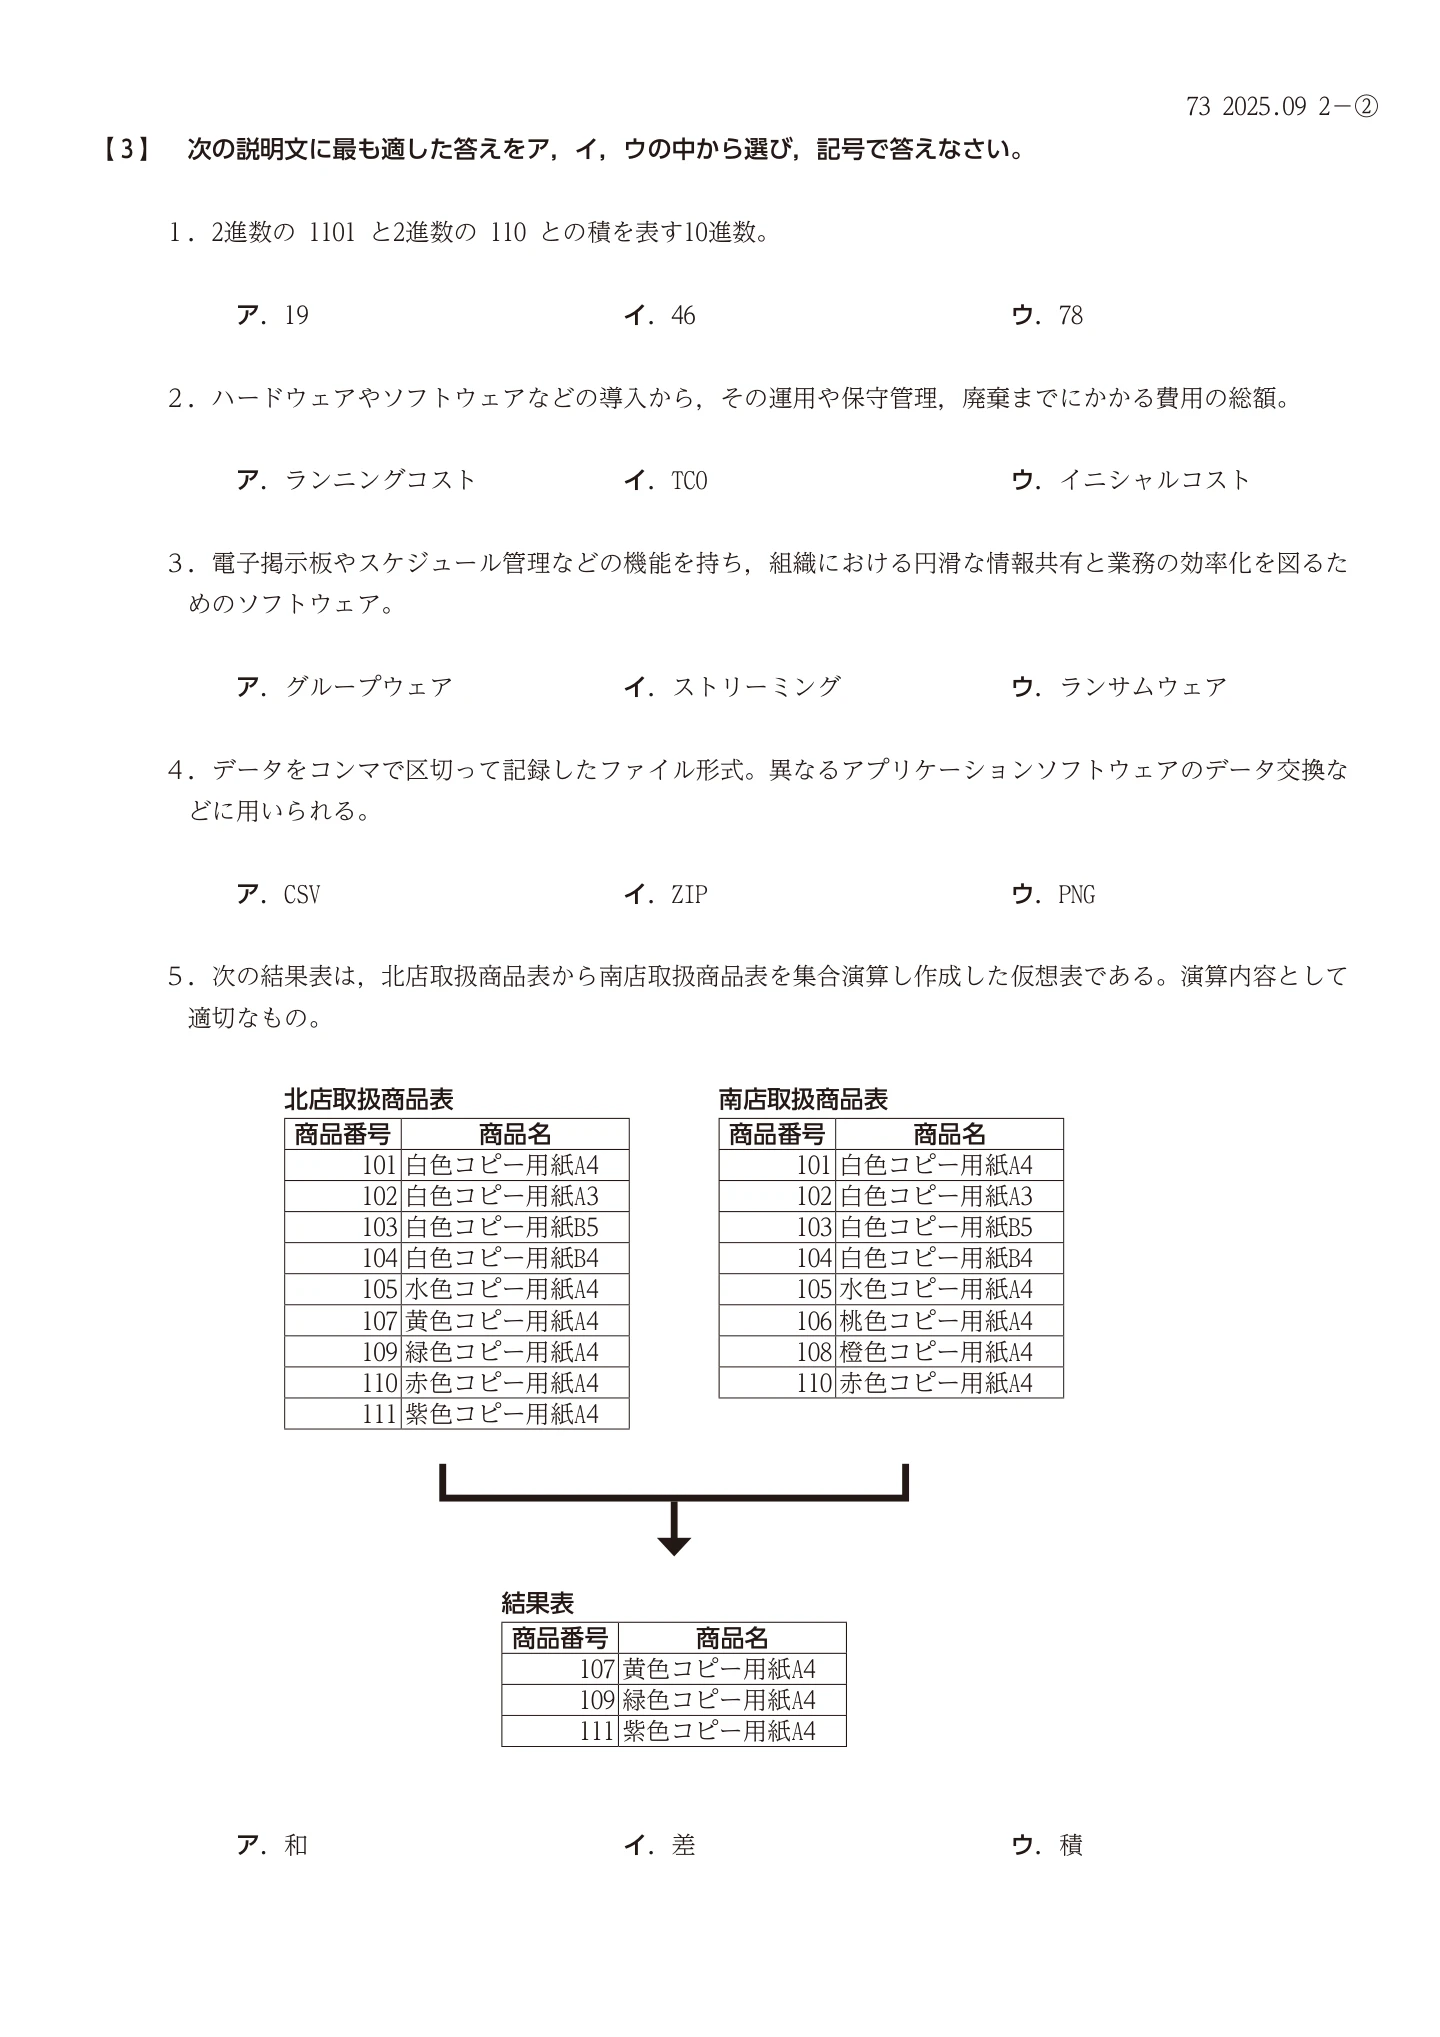 73 2025.09 2－②
【3】 次の説明文に最も適した答えをア，イ，ウの中から選び，記号で答えなさい。
１．2進数の 1101 と2進数の 110 との積を表す10進数。
ア．19 イ．46 ウ．78
２．ハードウェアやソフトウェアなどの導入から，その運用や保守管理，廃棄までにかかる費用の総額。
ア．ランニングコスト イ．TCO ウ．イニシャルコスト
３．電子掲示板やスケジュール管理などの機能を持ち，組織における円滑な情報共有と業務の効率化を図るた
めのソフトウェア。
ア．グループウェア イ．ストリーミング ウ．ランサムウェア
４．データをコンマで区切って記録したファイル形式。異なるアプリケーションソフトウェアのデータ交換な
どに用いられる。
ア．CSV イ．ZIP ウ．PNG
５．次の結果表は，北店取扱商品表から南店取扱商品表を集合演算し作成した仮想表である。演算内容として
適切なもの。
北店取扱商品表
商品番号 商品名
101 白色コピー用紙A4
102 白色コピー用紙A3
103 白色コピー用紙B5
104 白色コピー用紙B4
105 水色コピー用紙A4
107 黄色コピー用紙A4
109 緑色コピー用紙A4
110 赤色コピー用紙A4
111 紫色コピー用紙A4
南店取扱商品表
商品番号 商品名
101 白色コピー用紙A4
102 白色コピー用紙A3
103 白色コピー用紙B5
104 白色コピー用紙B4
105 水色コピー用紙A4
106 桃色コピー用紙A4
108 橙色コピー用紙A4
110 赤色コピー用紙A4
結果表
商品番号 商品名
107 黄色コピー用紙A4
109 緑色コピー用紙A4
111 紫色コピー用紙A4
ア．和 イ．差 ウ．積